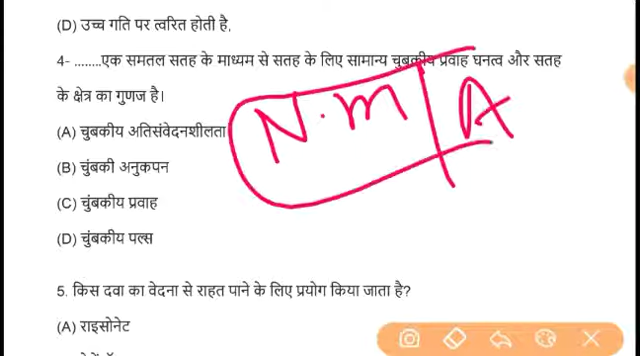 (D) उच्च गति पर त्वरित होती है.
4- ........एक समतल सतह के माध्यम से सतह के लिए सामान्य चुबकीय प्रवाह घनत्व और सतह
के क्षेत्र का गुणज है।
(A) चुबकीय अतिसंवेदनशीलता
N.m/A
(B) चुंबकी अनुकपन
(C) चुंबकीय प्रवाह
(D) चुंबकीय पल्स
5. किस दवा का वेदना से राहत पाने के लिए प्रयोग किया जाता है?
(A) राइसोनेट